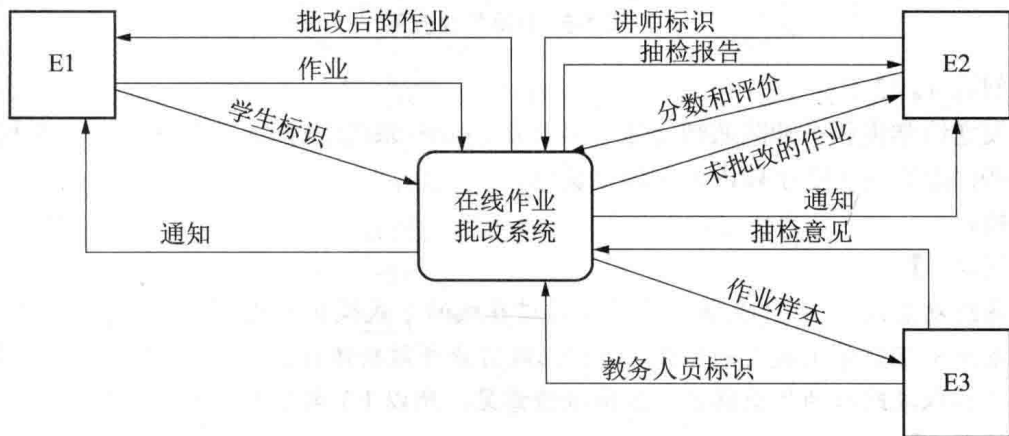 批改后的作业
讲师标识
E1
作业
抽检报告
E2
学生标识
分数和评价
未批改的作业
在线作业
批改系统
通知
通知
抽检意见
作业样本
教务人员标识
E3